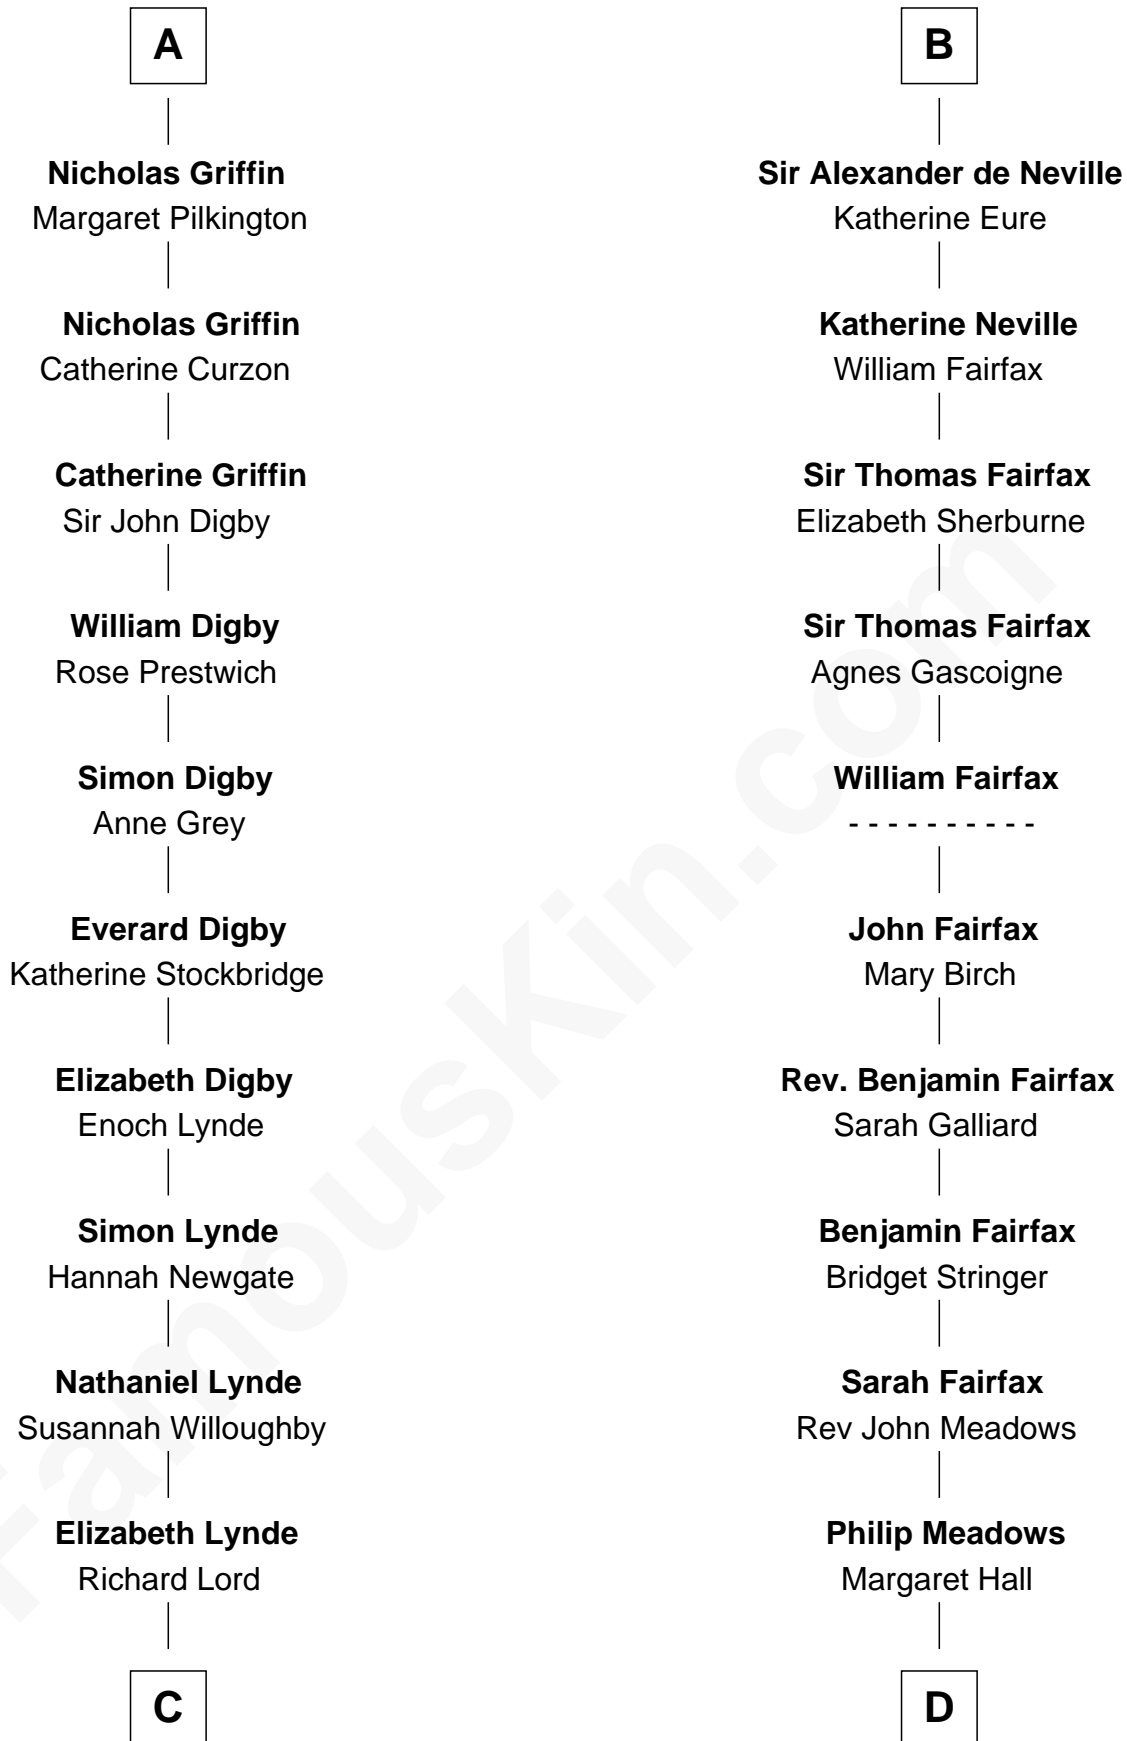 A
Nicholas Griffin
Margaret Pilkington
Nicholas Griffin
Catherine Curzon
Catherine Griffin
Sir John Digby
William Digby
Rose Prestwich
Simon Digby
Anne Grey
Everard Digby
Katherine Stockbridge
Elizabeth Digby
Enoch Lynde
Simon Lynde
Hannah Newgate
Nathaniel Lynde
Susannah Willoughby
Elizabeth Lynde
Richard Lord
C
B
Sir Alexander de Neville
Katherine Eure
Katherine Neville
William Fairfax
Sir Thomas Fairfax
Elizabeth Sherburne
Sir Thomas Fairfax
Agnes Gascoigne
William Fairfax
- - - - - - - - - -
John Fairfax
Mary Birch
Rev. Benjamin Fairfax
Sarah Galliard
Benjamin Fairfax
Bridget Stringer
Sarah Fairfax
Rev John Meadows
Philip Meadows
Margaret Hall
D
FamousKin.com